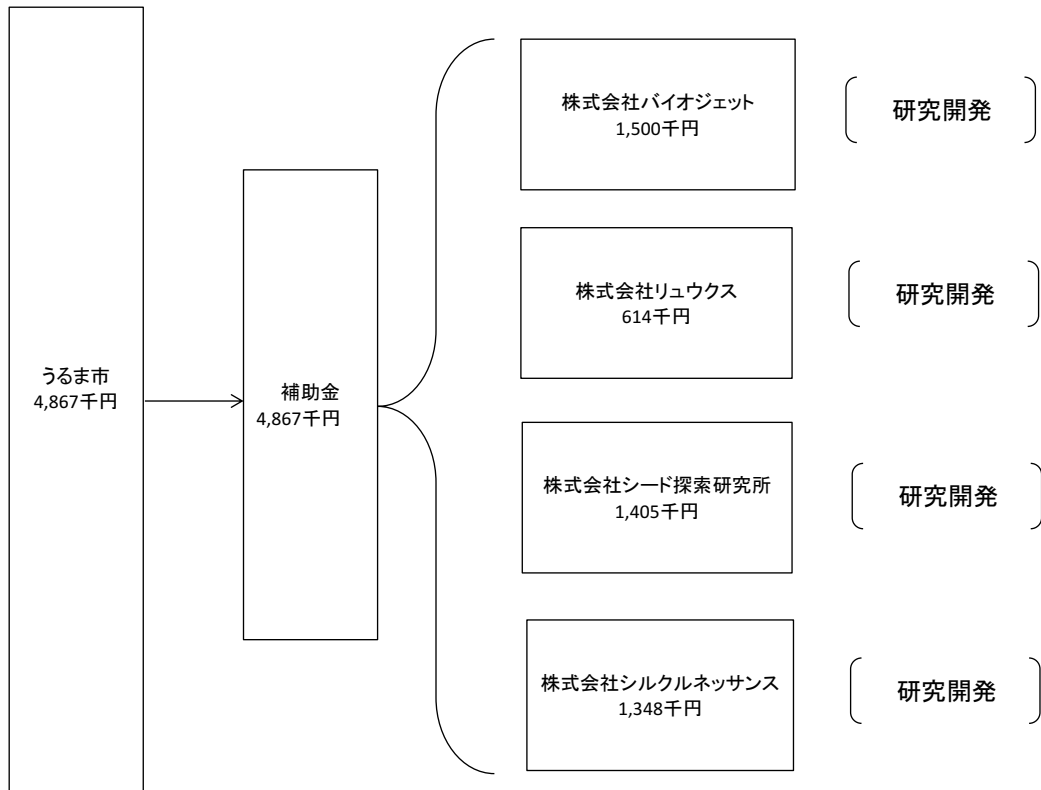 うるま市
4,867千円
補助金
4,867千円
株式会社バイオジェット
1,500千円
研究開発
株式会社リュウクス
614千円
研究開発
株式会社シード探索研究所
1,405千円
研究開発
株式会社シルクルネッサンス
1,348千円
研究開発